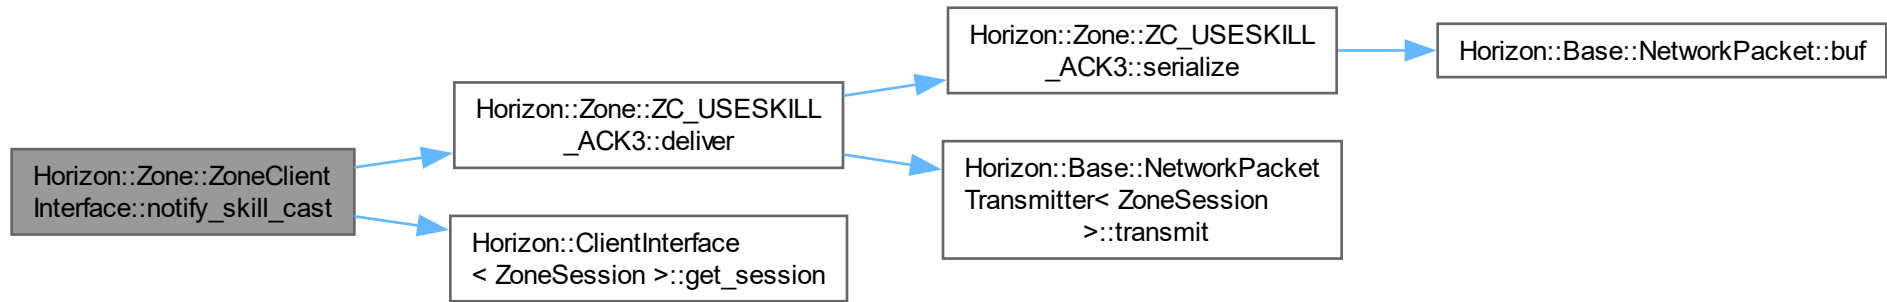 Horizon::Zone::ZoneClient
Interface::notify_skill_cast
Horizon::Zone::ZC_USESKILL
_ACK3::deliver
Horizon::ClientInterface
< ZoneSession >::get_session
Horizon::Zone::ZC_USESKILL
_ACK3::serialize
Horizon::Base::NetworkPacket
Transmitter< ZoneSession
>::transmit
Horizon::Base::NetworkPacket::buf